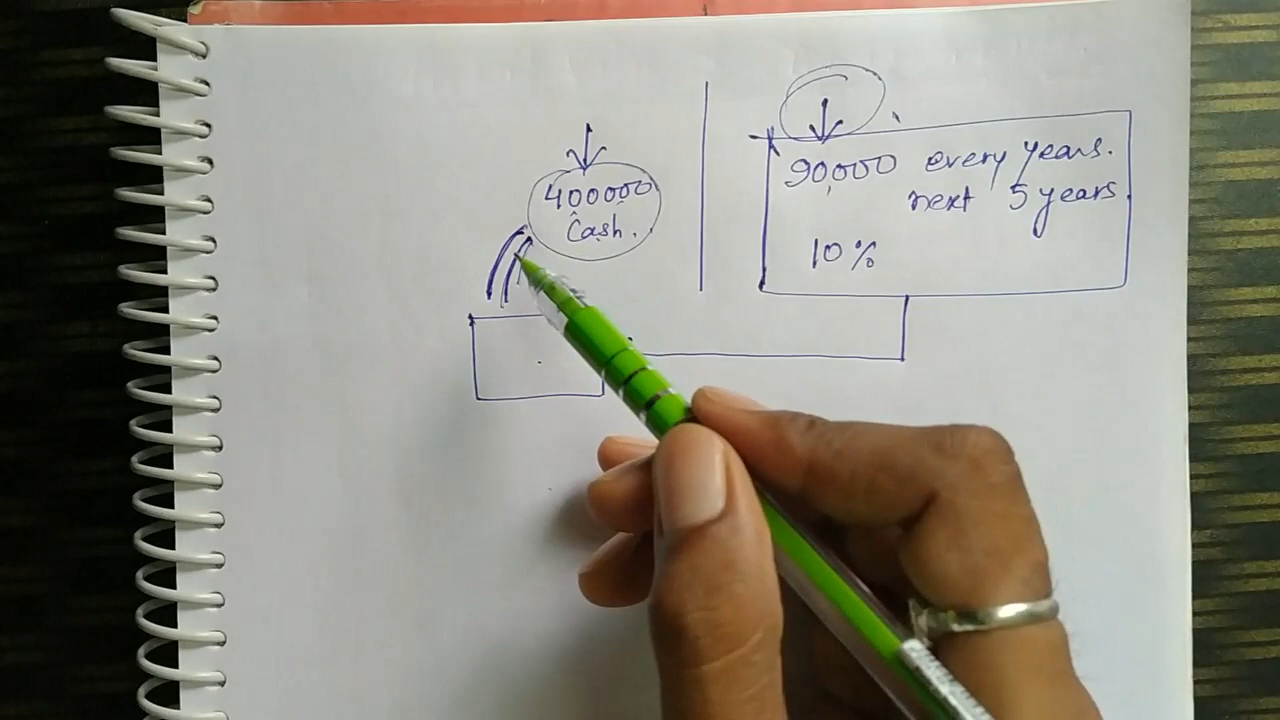 400000
Cash.
90,000 every years.
next 5 years.
10%